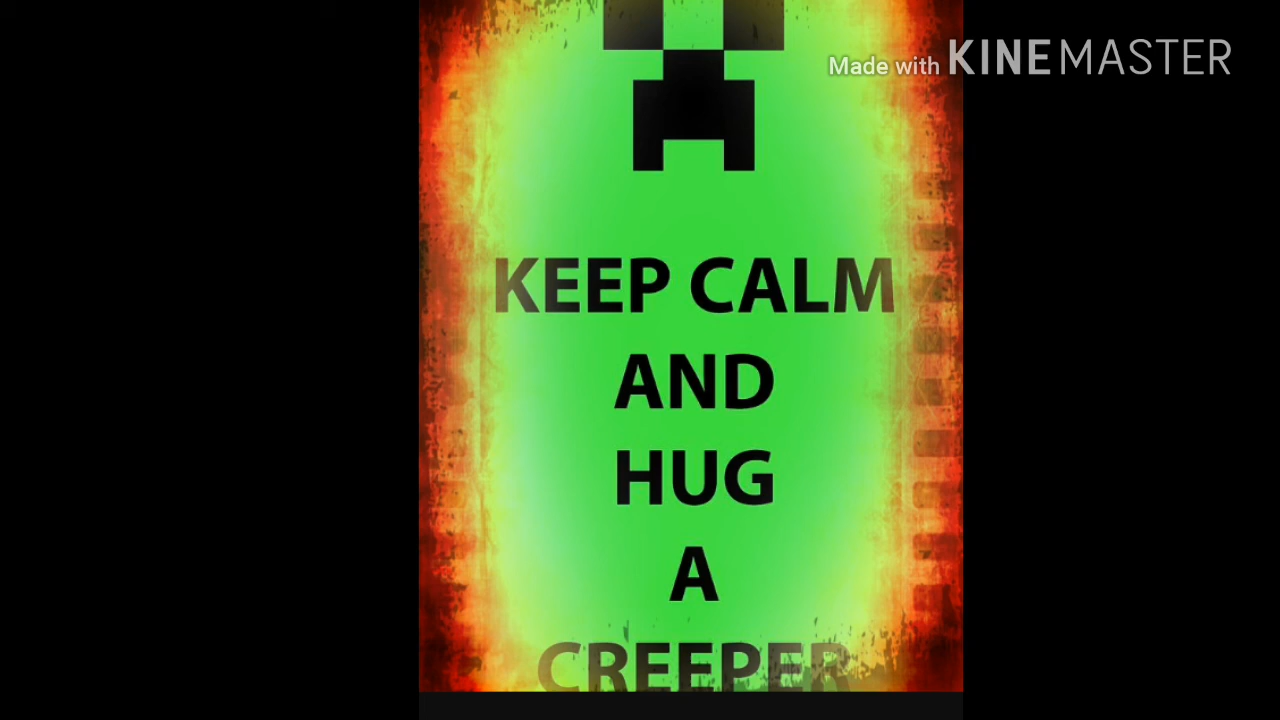 Made with KINEMASTER
KEEP CALM
AND
HUG
A
CREEPER